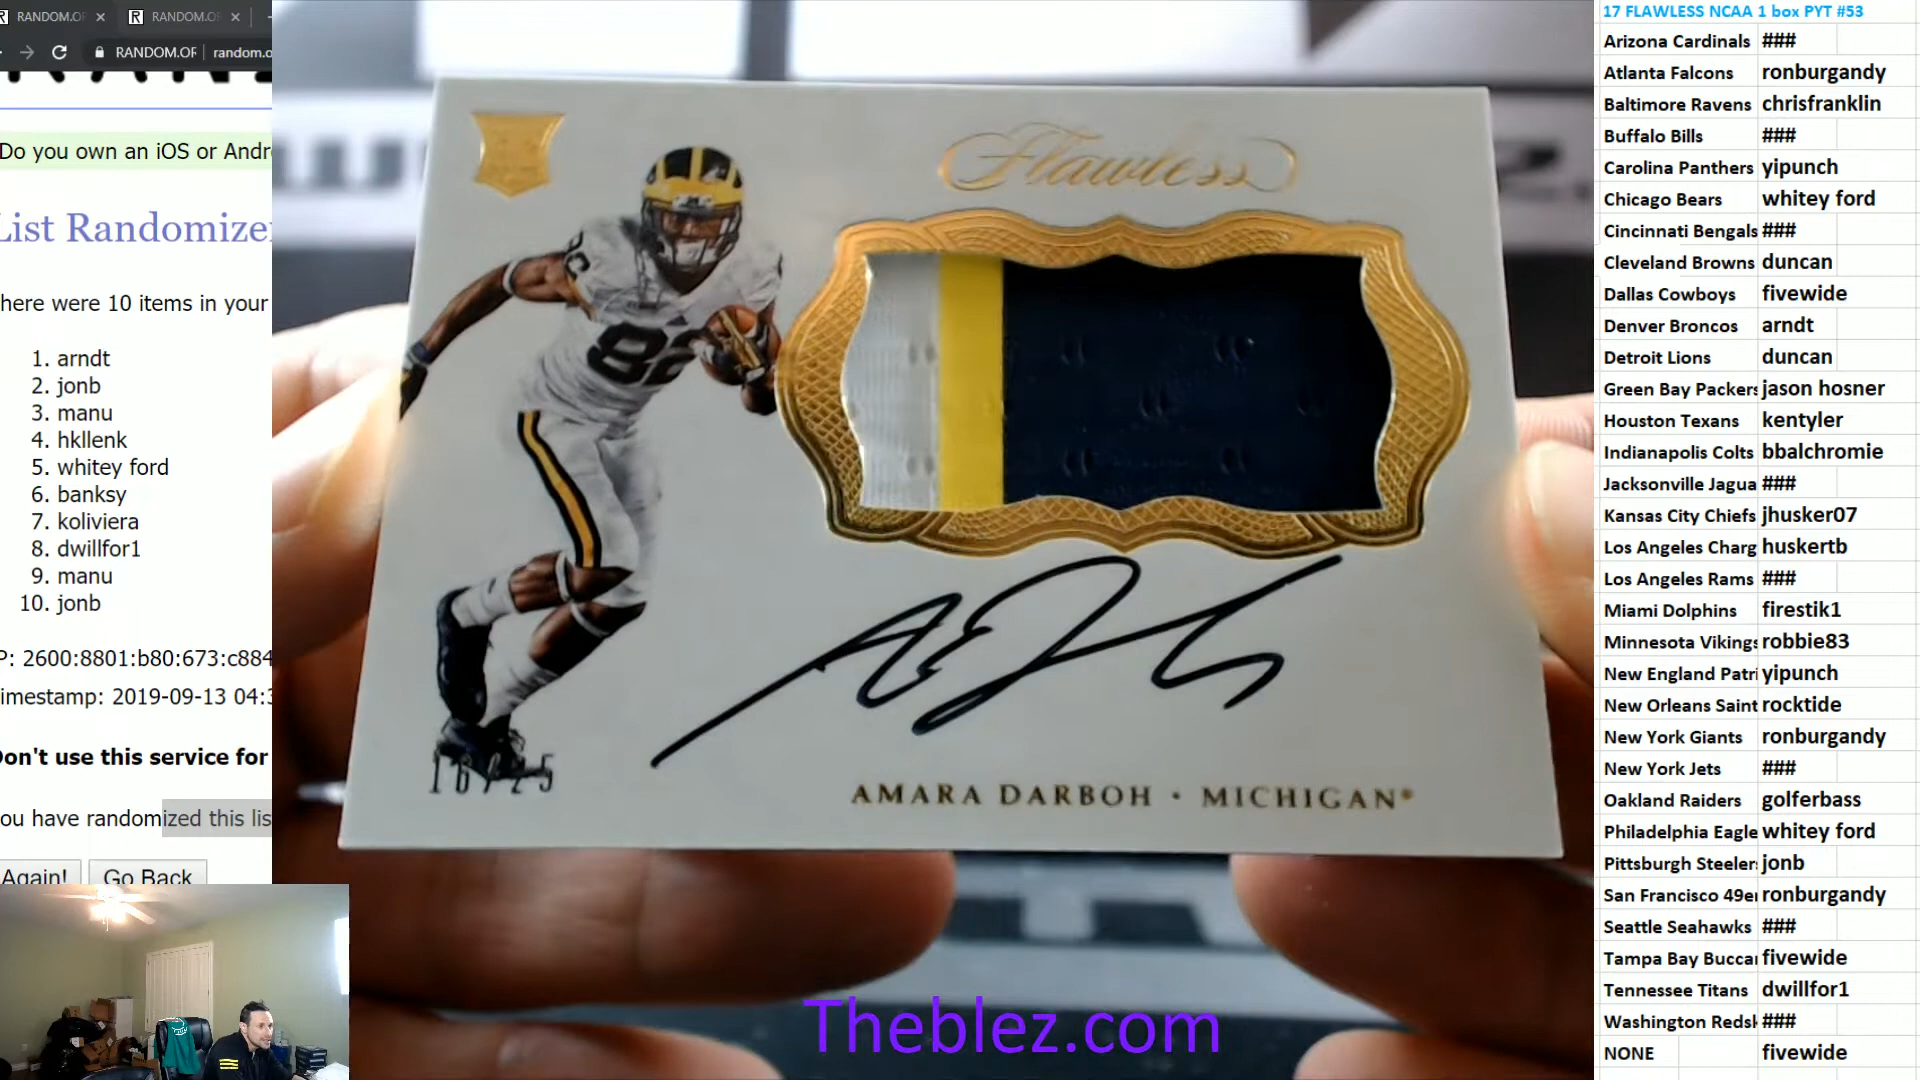 RANDOM.OR
RANDOM.OR
RANDOM.OF
random.o
Do you own an iOS or Andr
List Randomize
here were 10 items in your
1. arndt
2. jonb
3. manu
4. hkllenk
5. whitey ford
6. banksy
7. koliviera
8. dwillfor1
9. manu
10. jonb
P: 2600:8801:b80:673:c884
imestamp: 2019-09-13 04:3
on't use this service for
ou have randomized this lis
Again!
Go Back
Flawless
82
16/25
AMARA DARBOH • MICHIGAN®
Theblez.com
17 FLAWLESS NCAA 1 box PYT #53
Arizona Cardinals ###
Atlanta Falcons ronburgandy
Baltimore Ravens chrisfranklin
Buffalo Bills ###
Carolina Panthers yipunch
Chicago Bears whitey ford
Cincinnati Bengals ###
Cleveland Browns duncan
Dallas Cowboys fivewide
Denver Broncos arndt
Detroit Lions duncan
Green Bay Packers jason hosner
Houston Texans kentyler
Indianapolis Colts bbalchromie
Jacksonville Jagua ###
Kansas City Chiefs jhusker07
Los Angeles Charg huskertb
Los Angeles Rams ###
Miami Dolphins firestik1
Minnesota Vikings robbie83
New England Patri yipunch
New Orleans Saint rocktide
New York Giants ronburgandy
New York Jets ###
Oakland Raiders golferbass
Philadelphia Eagle whitey ford
Pittsburgh Steelers jonb
San Francisco 49er ronburgandy
Seattle Seahawks ###
Tampa Bay Buccan fivewide
Tennessee Titans dwillfor1
Washington Redsk ###
NONE fivewide